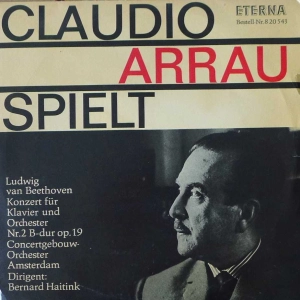 CLAUDIO
ARRAU
SPIELT
ETERNA
Bestell-Nr. 8 20 543
Ludwig
van Beethoven
Konzert für
Klavier und
Orchester
Nr.2 B-dur op.19
Concertgebouw-
Orchester
Amsterdam
Dirigent:
Bernard Haitink